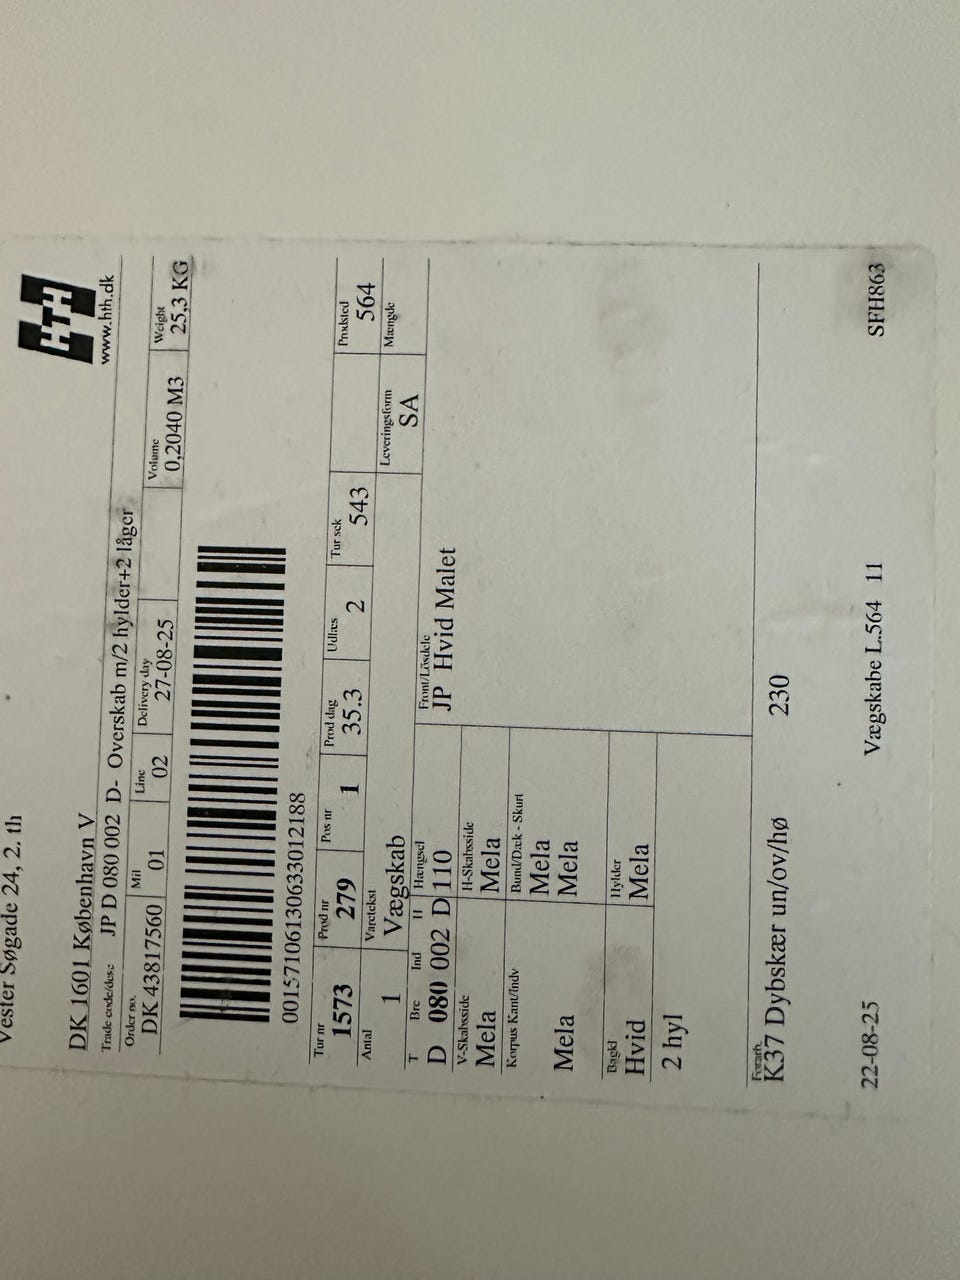 Vester Søgade 24, 2. th
DK 1601 København V
HTH
www.hth.dk
Trade code/desc: JP D 080 002 D- Overskab m/2 hylder+2 låger
Order no. Mil Line Delivery day Volume Weight
DK 43817560 01 02 27-08-25 0,2040 M3 25,3 KG
00157106130633012188
Tur nr Prod nr Pos nr Prod dag Udlæs Tur sek Prodsted
1573 279 1 35.3 2 543 564
Antal Varetekst Leveringsform Mængde
1 Vægskab SA
T Bre Ind H Hængsel Front/Lösdele
D 080 002 D 110 JP Hvid Malet
V-Skabsside H-Skabsside
Mela Mela
Korpus Kant/Indv Bund/Dæk - Skurt
Mela
Mela Mela
Bagkl Hylder
Hvid Mela
2 hyl
Forarb.
K37 Dybskær un/ov/hø 230
22-08-25 Vægskabe L.564 11 SFH863